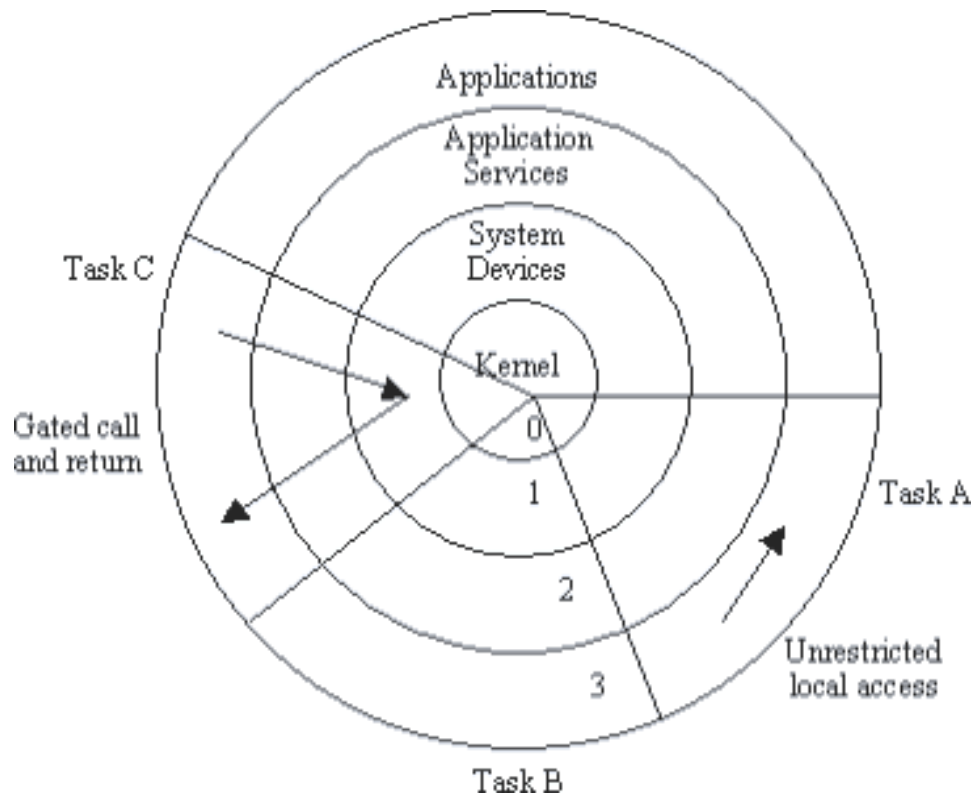 Applications
Application
Services
System
Devices
Task C
Kernel
0
Gated call
and return
1
Task A
2
Unrestricted
local access
3
Task B